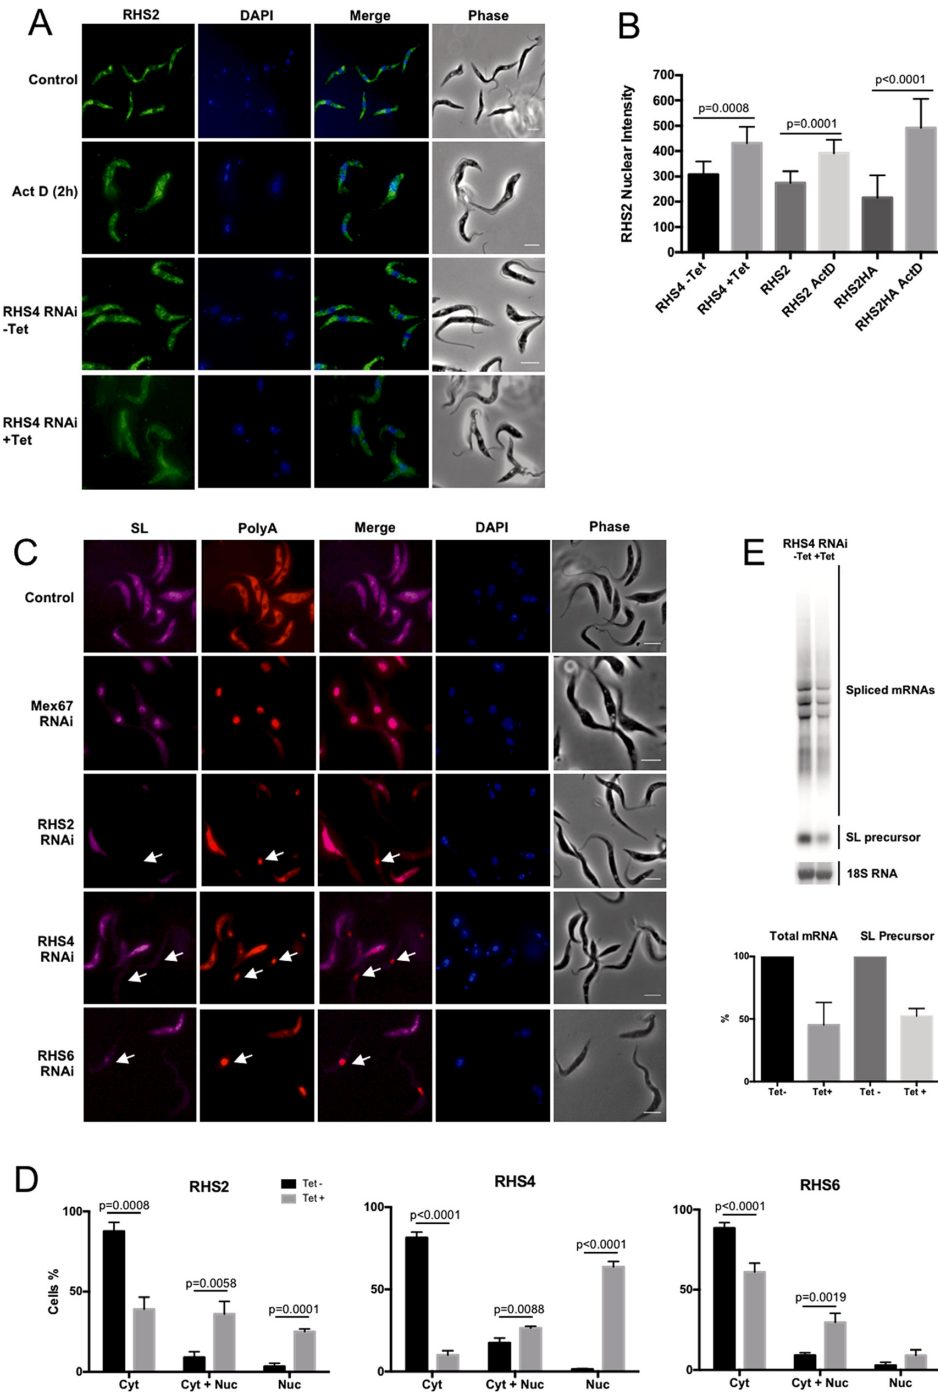 A
RHS2 DAPI Merge Phase
Control
Act D (2h)
RHS4 RNAi
-Tet
RHS4 RNAi
+Tet
B
RHS2 Nuclear Intensity
700
600
500
400
300
200
100
0
p=0.0008
p=0.0001
p<0.0001
RHS4 -Tet
RHS4 +Tet
RHS2
RHS2 ActD
RHS2HA
RHS2HA ActD
C
SL PolyA Merge DAPI Phase
Control
Mex67
RNAi
RHS2
RNAi
RHS4
RNAi
RHS6
RNAi
E
RHS4 RNAi
-Tet +Tet
Spliced mRNAs
SL precursor
18S RNA
Total mRNA SL Precursor
%
100
50
0
Tet- Tet+ Tet - Tet +
D
RHS2
Tet -
Tet +
Cells %
100
50
0
p=0.0008
p=0.0058
p=0.0001
Cyt Cyt + Nuc Nuc
RHS4
100
50
0
p<0.0001
p=0.0088
p<0.0001
Cyt Cyt + Nuc Nuc
RHS6
100
50
0
p<0.0001
p=0.0019
Cyt Cyt + Nuc Nuc